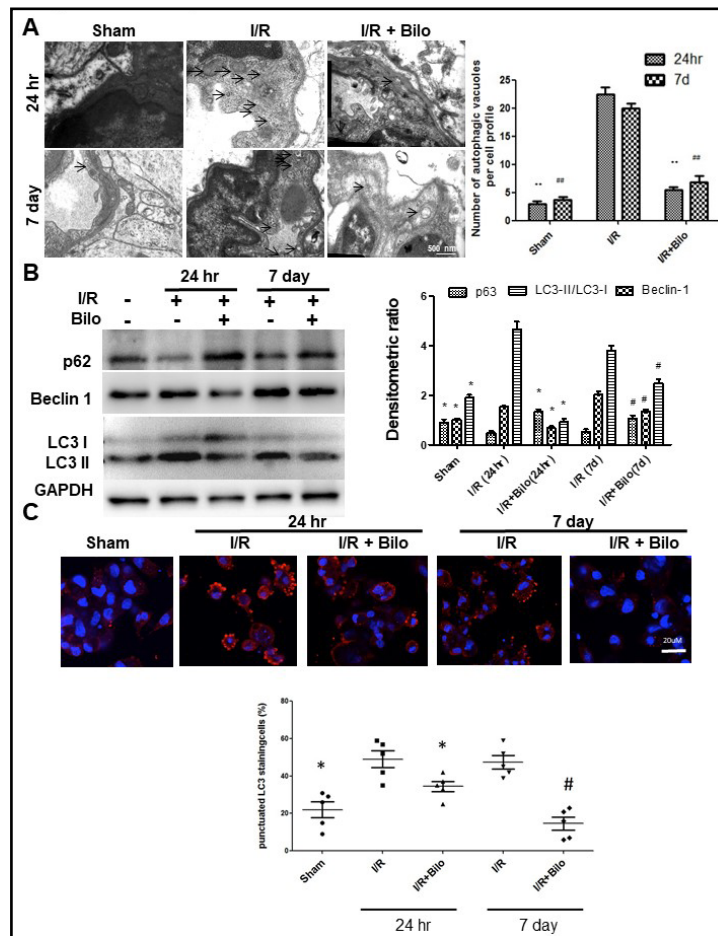 A
Sham I/R I/R + Bilo
24 hr
7 day
500 nm
Number of autophagic vacuoles
per cell profile
25
20
15
10
5
0
24hr
7d
** ##
** ##
Sham I/R I/R+Bilo
B
24 hr 7 day
I/R - + + + +
Bilo - - + - +
p62
Beclin 1
LC3 I
LC3 II
GAPDH
p63 LC3-II/LC3-I
Beclin-1
Densitometric ratio
6
4
2
0
* * *
* * *
# # #
Sham
I/R (24hr)
I/R+Bilo(24hr)
I/R (7d)
I/R+Bilo(7d)
C
24 hr 7 day
Sham I/R I/R + Bilo I/R I/R + Bilo
20uM
punctuated LC3 stainingcells (%)
80
60
40
20
0
* * #
Sham
I/R
I/R+Bilo
I/R
I/R+Bilo
24 hr 7 day